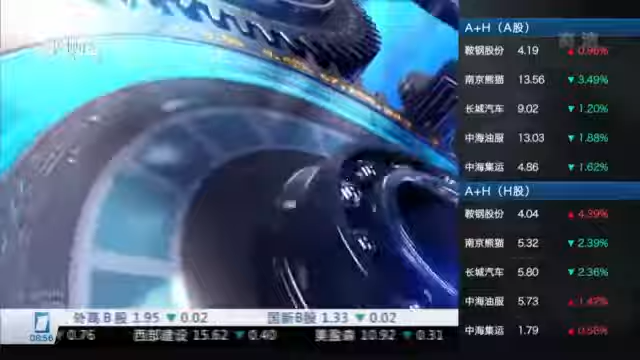 A+H（A股）
鞍钢股份 4.19 ▲0.96%
南京熊猫 13.56 ▼3.49%
长城汽车 9.02 ▼1.20%
中海油服 13.03 ▼1.88%
中海集运 4.86 ▼1.62%
A+H（H股）
鞍钢股份 4.04 ▲4.39%
南京熊猫 5.32 ▼2.39%
长城汽车 5.80 ▼2.36%
中海油服 5.73 ▲1.42%
中海集运 1.79 ▲0.56%
外高B股 1.95 ▼0.02 国新B股 1.33 ▼0.02
08:56 ▼0.76 西部建设 15.62 ▼0.40 美盈森 10.92 ▼0.31